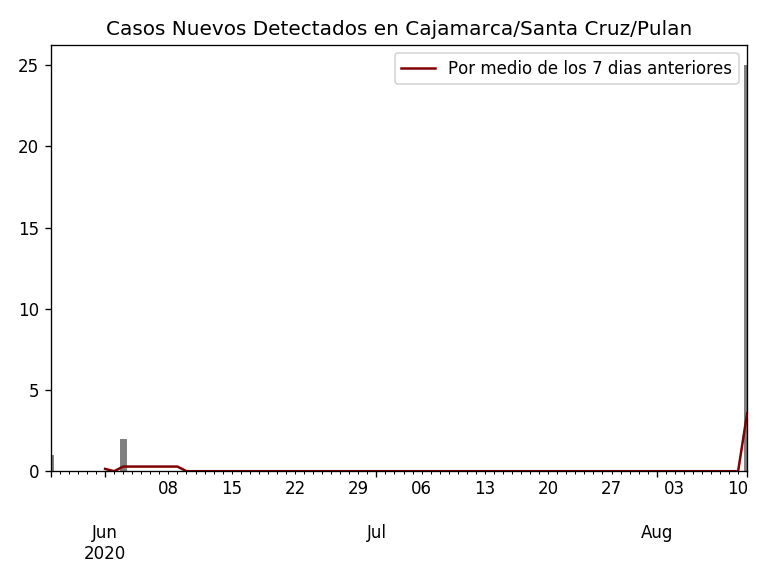 Casos Nuevos Detectados en Cajamarca/Santa Cruz/Pulan
Por medio de los 7 dias anteriores
25
20
15
10
5
0
08 15 22 29 06 13 20 27 03 10
Jun Jul Aug
2020